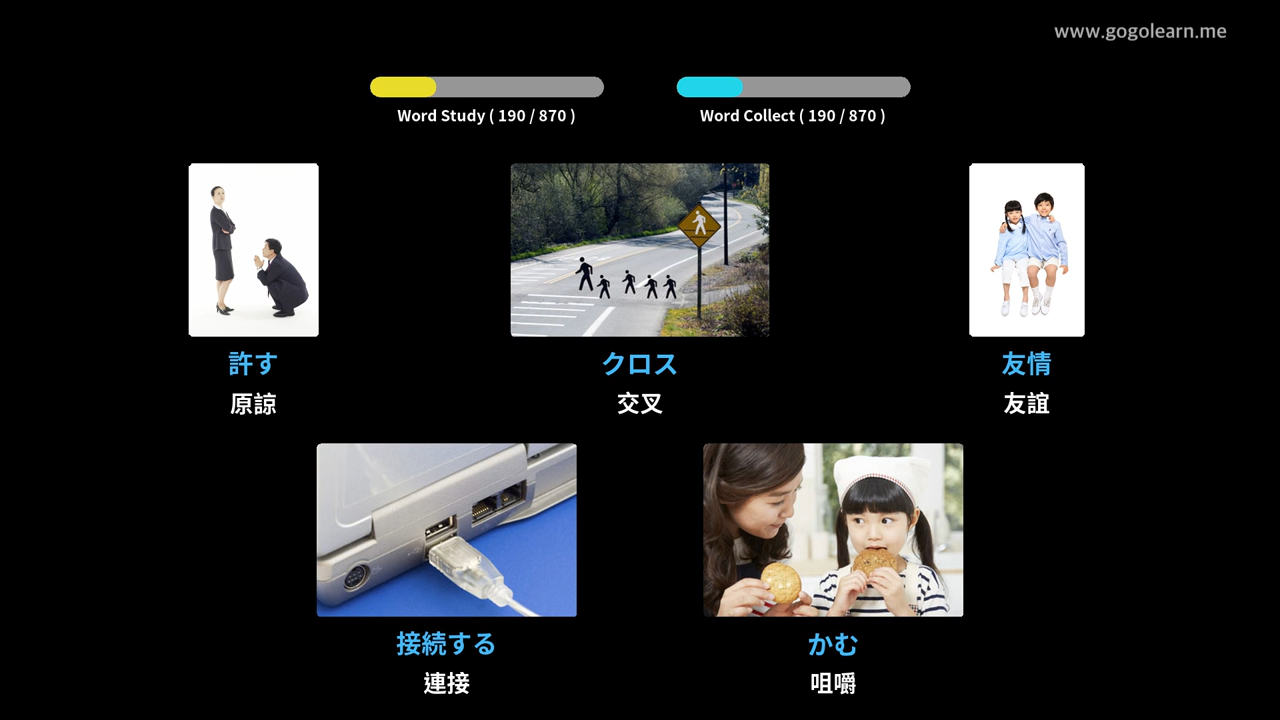 www.gogolearn.me
Word Study ( 190 / 870 )
Word Collect ( 190 / 870 )
許す
原諒
クロス
交叉
友情
友誼
接続する
連接
かむ
咀嚼